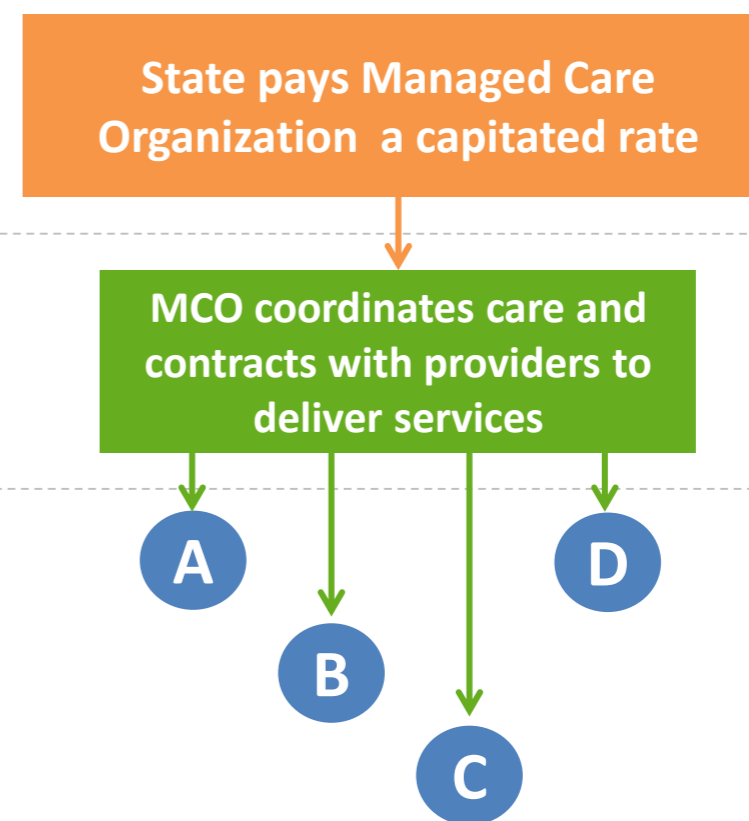 State pays Managed Care
Organization  a capitated rate
MCO coordinates care and
contracts with providers to
deliver services
A
D
B
C